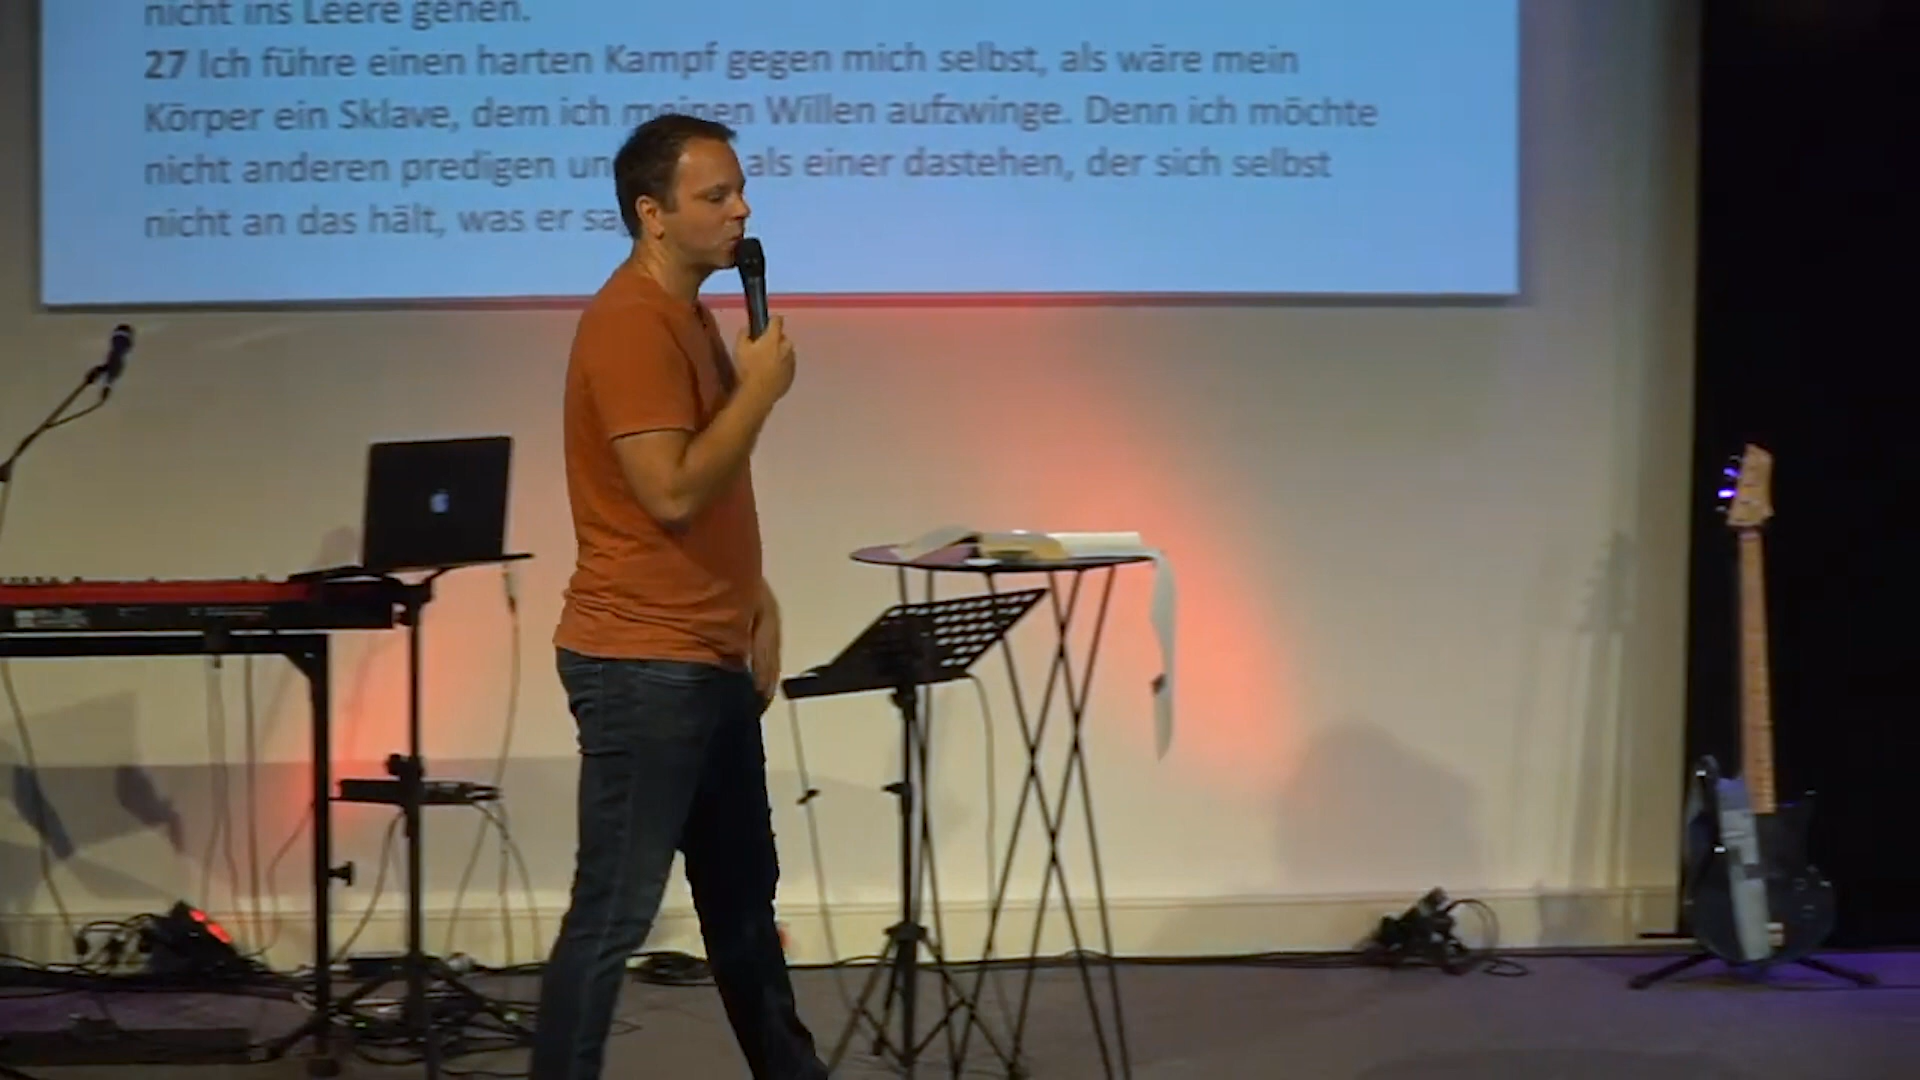 nicht ins Leere gehen.
27 Ich führe einen harten Kampf gegen mich selbst, als wäre mein
Körper ein Sklave, dem ich meinen Willen aufzwinge. Denn ich möchte
nicht anderen predigen als einer dastehen, der sich selbst
nicht an das hält, was er